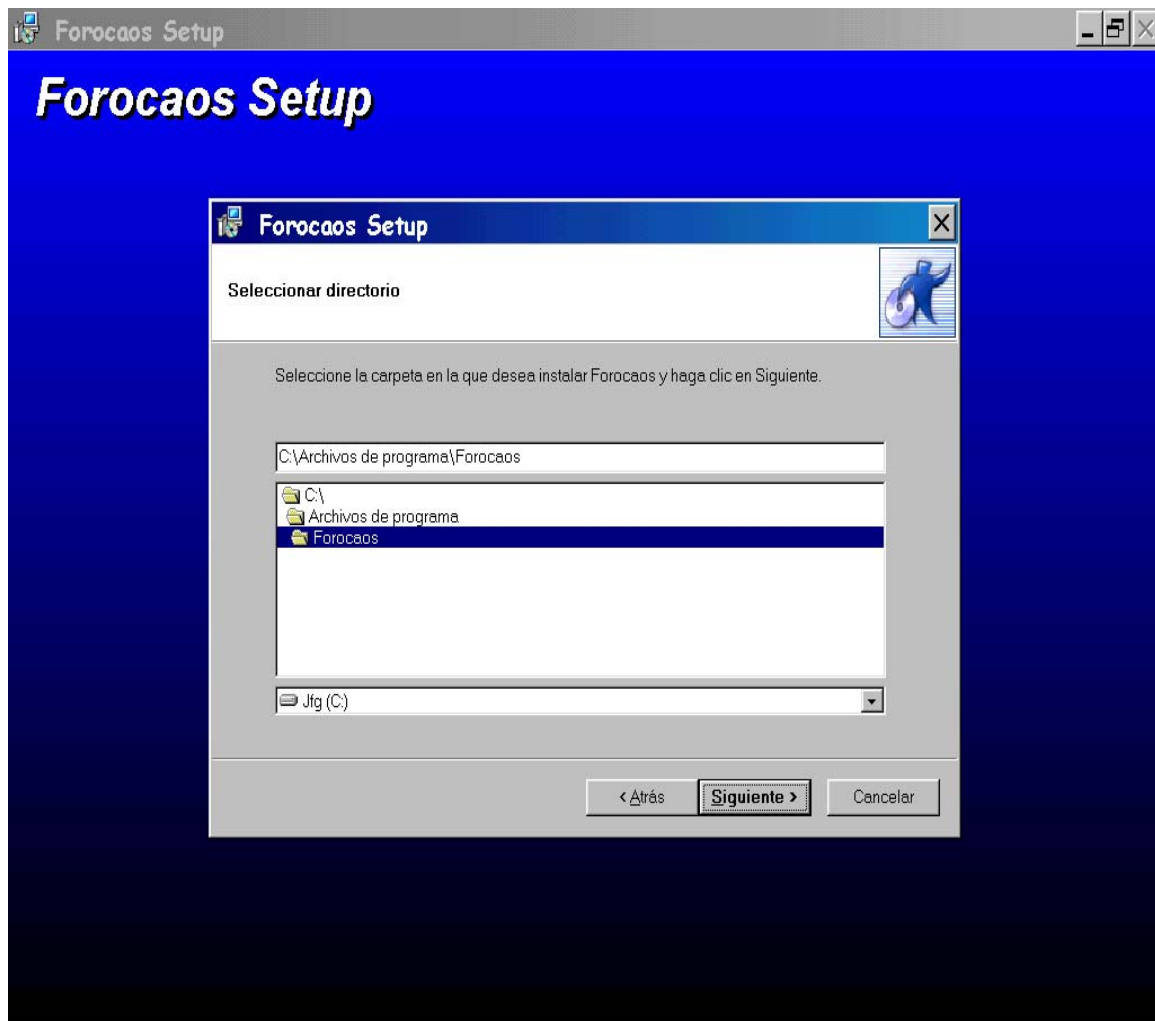 Forocaos Setup
Forocaos Setup
Forocaos Setup
Seleccionar directorio
Seleccione la carpeta en la que desea instalar Forocaos y haga clic en Siguiente.
C:\Archivos de programa\Forocaos
C:\
Archivos de programa
Forocaos
Jfg (C:)
< Atrás Siguiente > Cancelar